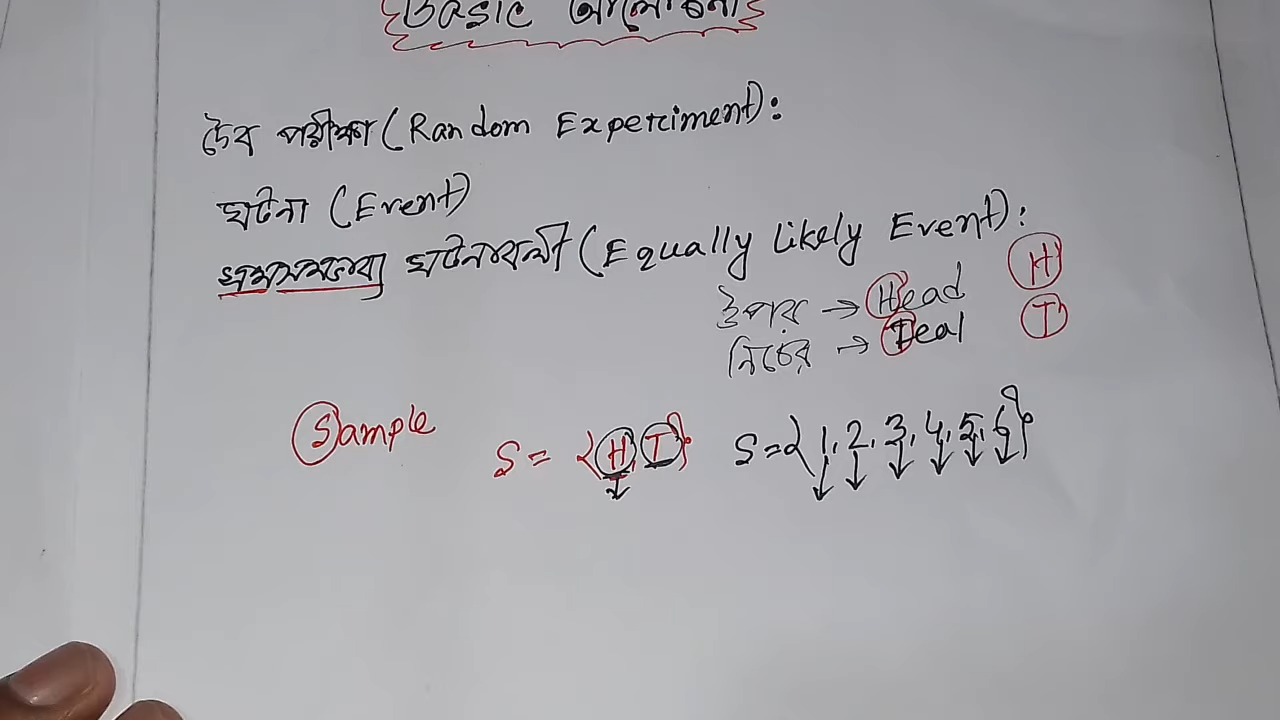 Basic আলোচনা
দৈব পরীক্ষা (Random Experiment):
ঘটনা (Event)
সমসম্ভাব্য ঘটনাবলী (Equally Likely Event):
উপরে → Head H
নিচের → Teal T
Sample S = {H, T} S = {1, 2, 3, 4, 5, 6}